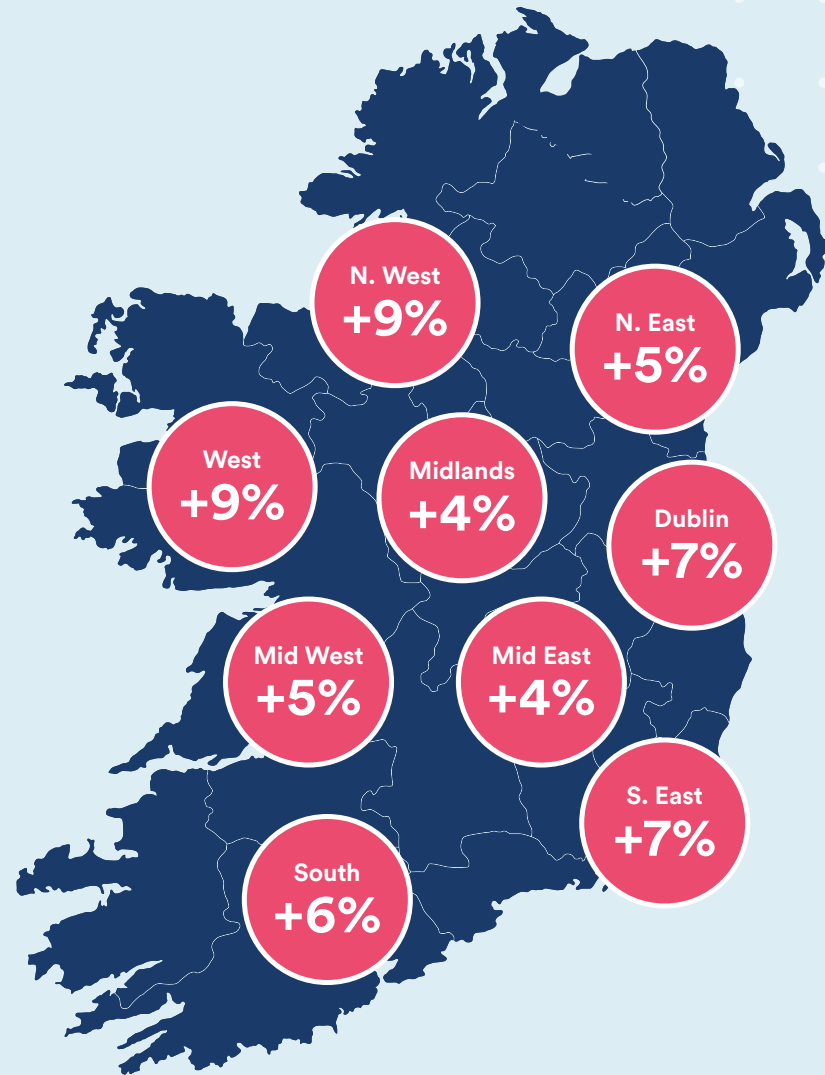 N. West
+9%
N. East
+5%
West
+9%
Midlands
+4%
Dublin
+7%
Mid West
+5%
Mid East
+4%
S. East
+7%
South
+6%